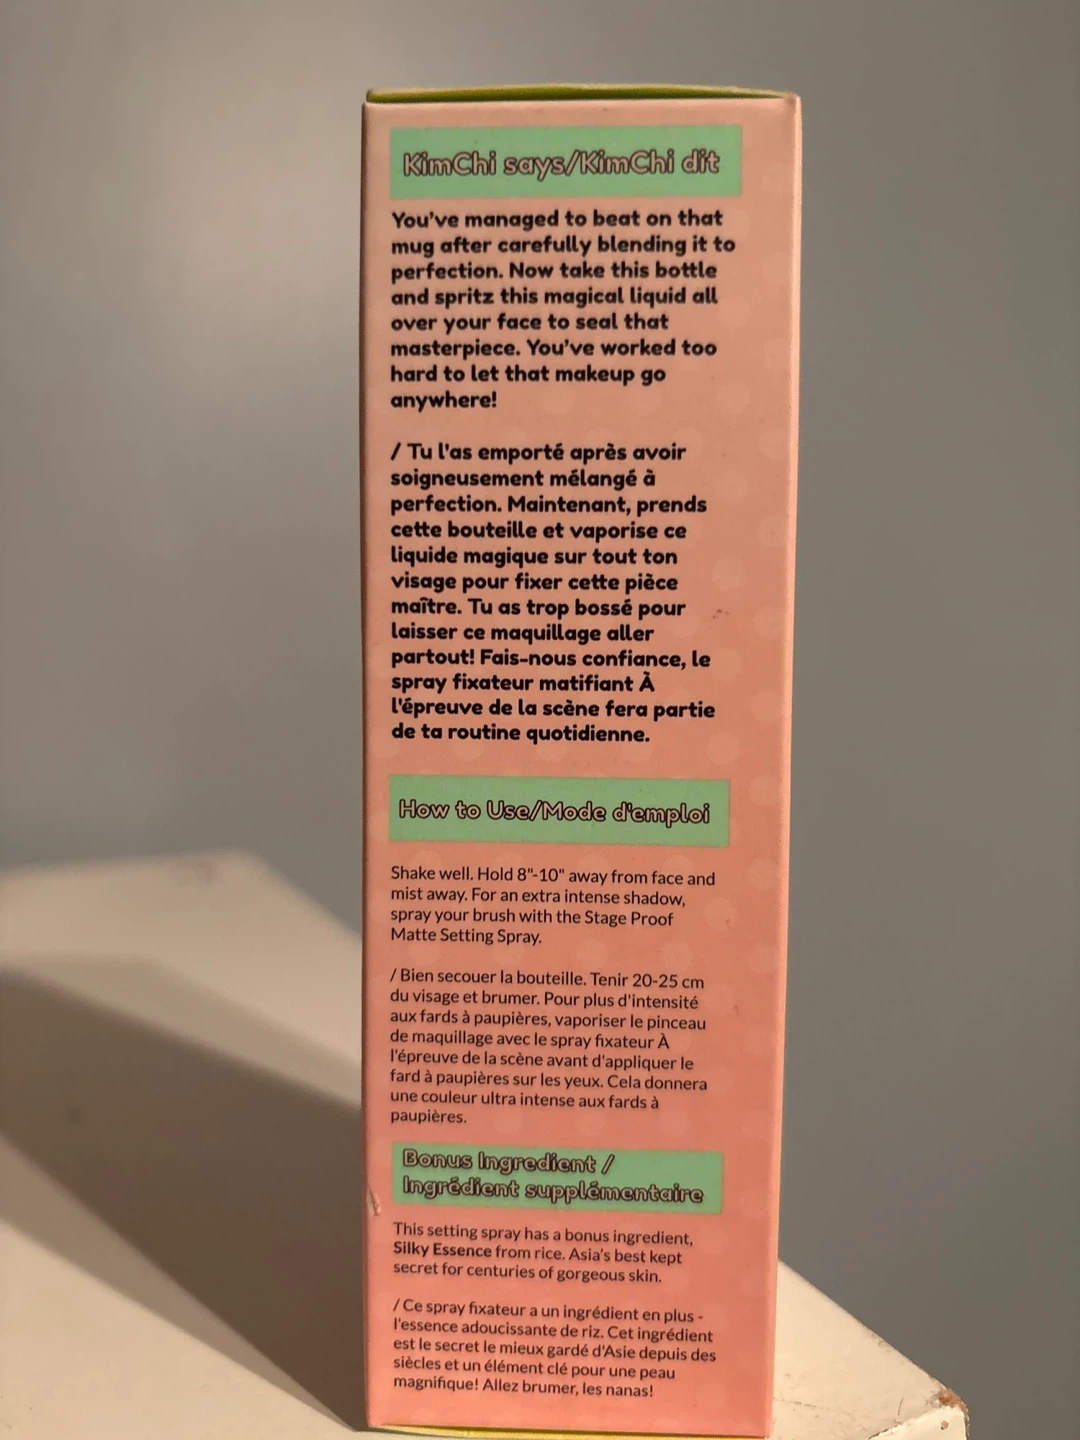 KimChi says/KimChi dit
You've managed to beat on that
mug after carefully blending it to
perfection. Now take this bottle
and spritz this magical liquid all
over your face to seal that
masterpiece. You've worked too
hard to let that makeup go
anywhere!
/ Tu l'as emporté après avoir
soigneusement mélangé à
perfection. Maintenant, prends
cette bouteille et vaporise ce
liquide magique sur tout ton
visage pour fixer cette pièce
maître. Tu as trop bossé pour
laisser ce maquillage aller
partout! Fais-nous confiance, le
spray fixateur matifiant À
l'épreuve de la scène fera partie
de ta routine quotidienne.
How to Use/Mode d'emploi
Shake well. Hold 8"-10" away from face and
mist away. For an extra intense shadow,
spray your brush with the Stage Proof
Matte Setting Spray.
/ Bien secouer la bouteille. Tenir 20-25 cm
du visage et brumer. Pour plus d'intensité
aux fards à paupières, vaporiser le pinceau
de maquillage avec le spray fixateur À
l'épreuve de la scène avant d'appliquer le
fard à paupières sur les yeux. Cela donnera
une couleur ultra intense aux fards à
paupières.
Bonus Ingredient /
Ingrédient supplémentaire
This setting spray has a bonus ingredient,
Silky Essence from rice. Asia's best kept
secret for centuries of gorgeous skin.
/ Ce spray fixateur a un ingrédient en plus -
l'essence adoucissante de riz. Cet ingrédient
est le secret le mieux gardé d'Asie depuis des
siècles et un élément clé pour une peau
magnifique! Allez brumer, les nanas!